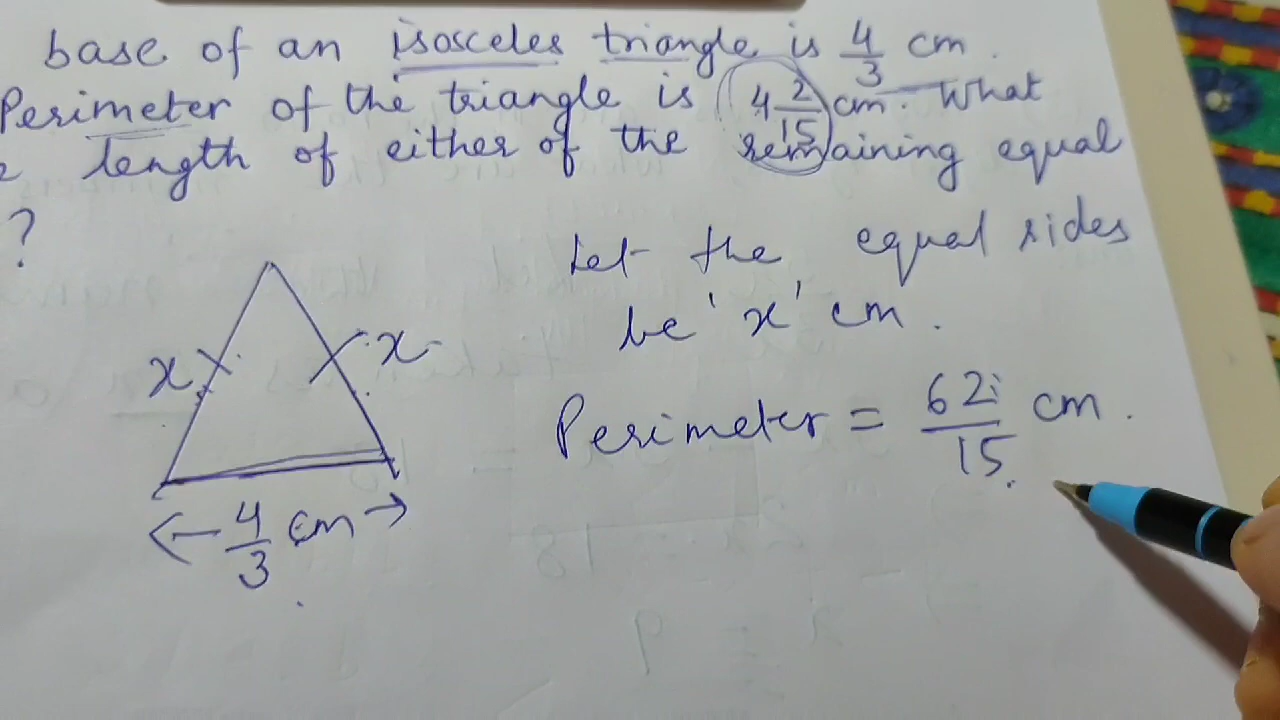 base of an isosceles triangle is 4/3 cm.
Perimeter of the triangle is 4 2/15 cm. What
length of either of the remaining equal
?
Let the equal sides
be 'x' cm.
x x
Perimeter = 62/15 cm.
4/3 cm